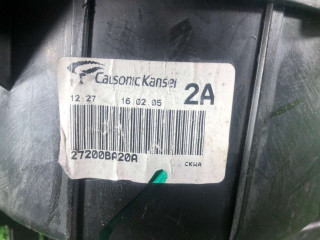 Calsonic Kansei
2A
12:27 16.02.05
27200BA20A
CKWA